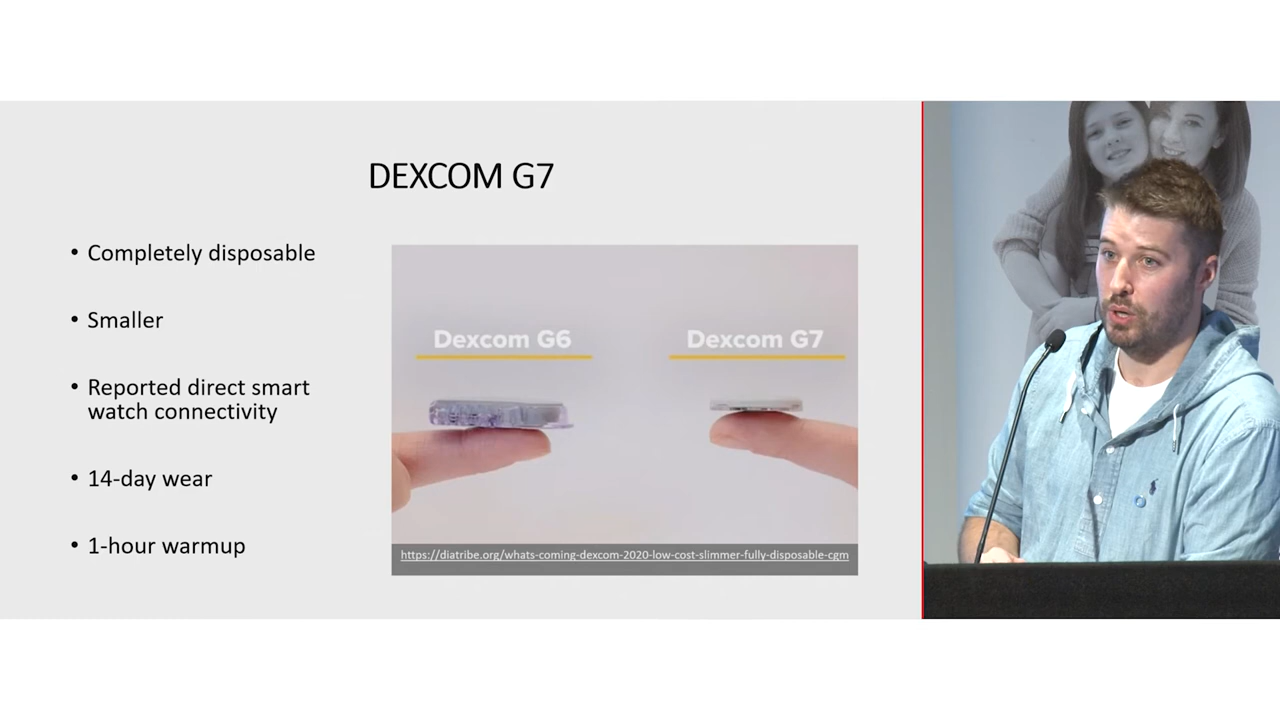 DEXCOM G7
• Completely disposable
• Smaller
• Reported direct smart
watch connectivity
• 14-day wear
• 1-hour warmup
Dexcom G6
Dexcom G7
https://diatribe.org/whats-coming-dexcom-2020-low-cost-slimmer-fully-disposable-cgm